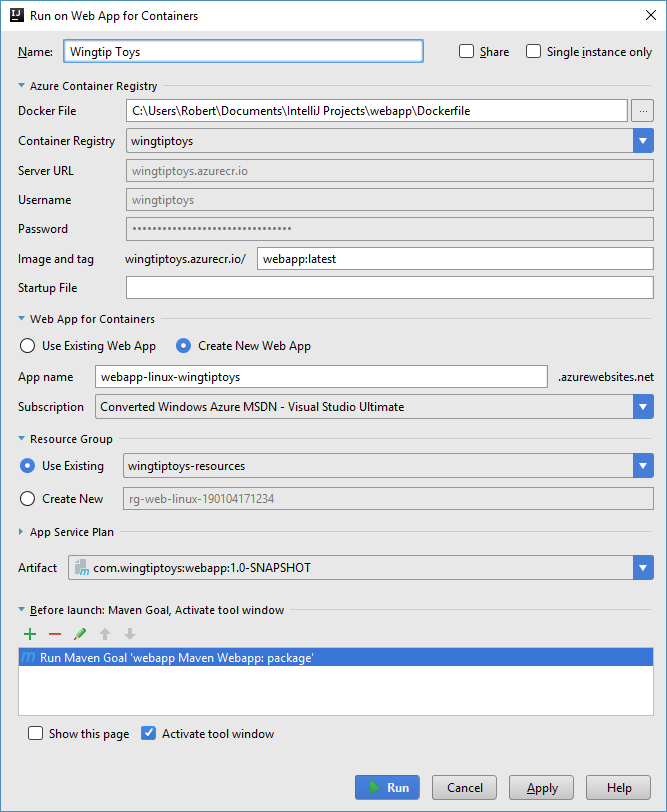 IJ Run on Web App for Containers
Name: Wingtip Toys Share Single instance only
Azure Container Registry
Docker File C:\Users\Robert\Documents\IntelliJ Projects\webapp\Dockerfile ...
Container Registry wingtiptoys
Server URL wingtiptoys.azurecr.io
Username wingtiptoys
Password ••••••••••••••••••••••••••••••••
Image and tag wingtiptoys.azurecr.io/ webapp:latest
Startup File
Web App for Containers
Use Existing Web App Create New Web App
App name webapp-linux-wingtiptoys .azurewebsites.net
Subscription Converted Windows Azure MSDN - Visual Studio Ultimate
Resource Group
Use Existing wingtiptoys-resources
Create New rg-web-linux-190104171234
App Service Plan
Artifact com.wingtiptoys:webapp:1.0-SNAPSHOT
Before launch: Maven Goal, Activate tool window
m Run Maven Goal 'webapp Maven Webapp: package'
Show this page Activate tool window
Run Cancel Apply Help